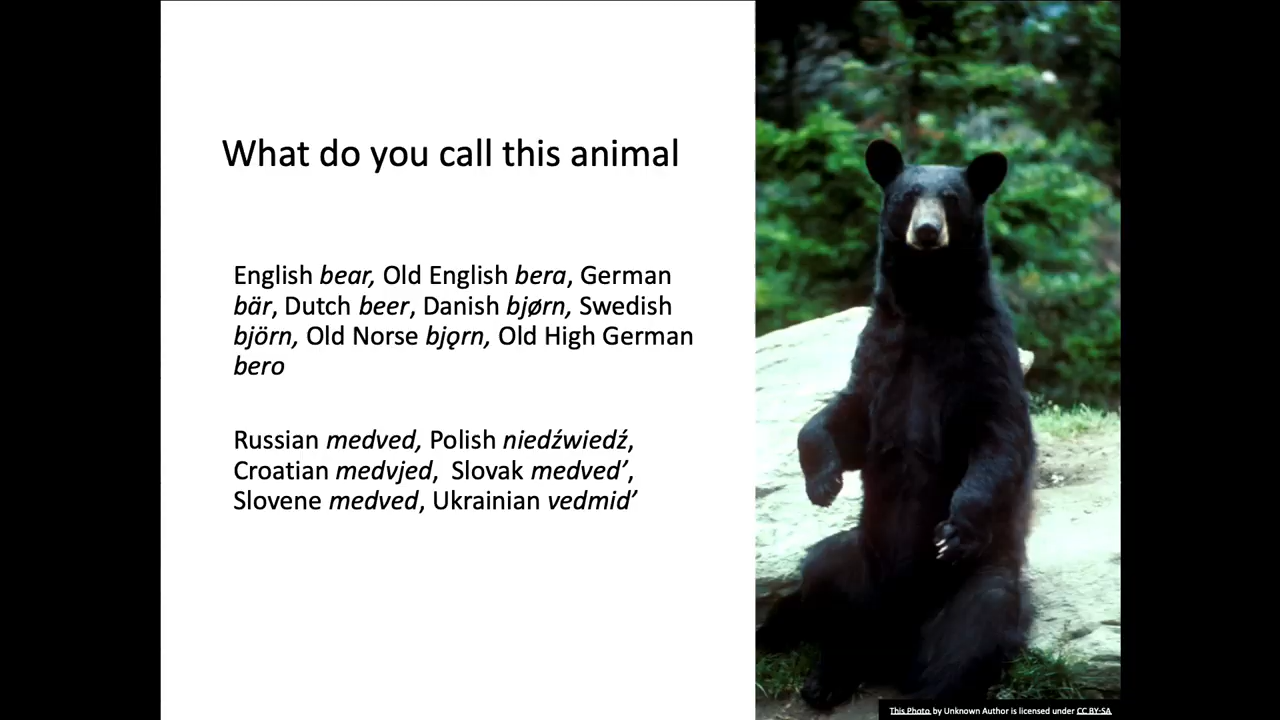 What do you call this animal
English bear, Old English bera, German
bär, Dutch beer, Danish bjørn, Swedish
björn, Old Norse bjǫrn, Old High German
bero
Russian medved, Polish niedźwiedź,
Croatian medvjed, Slovak medved’,
Slovene medved, Ukrainian vedmid’
This Photo by Unknown Author is licensed under CC BY-SA